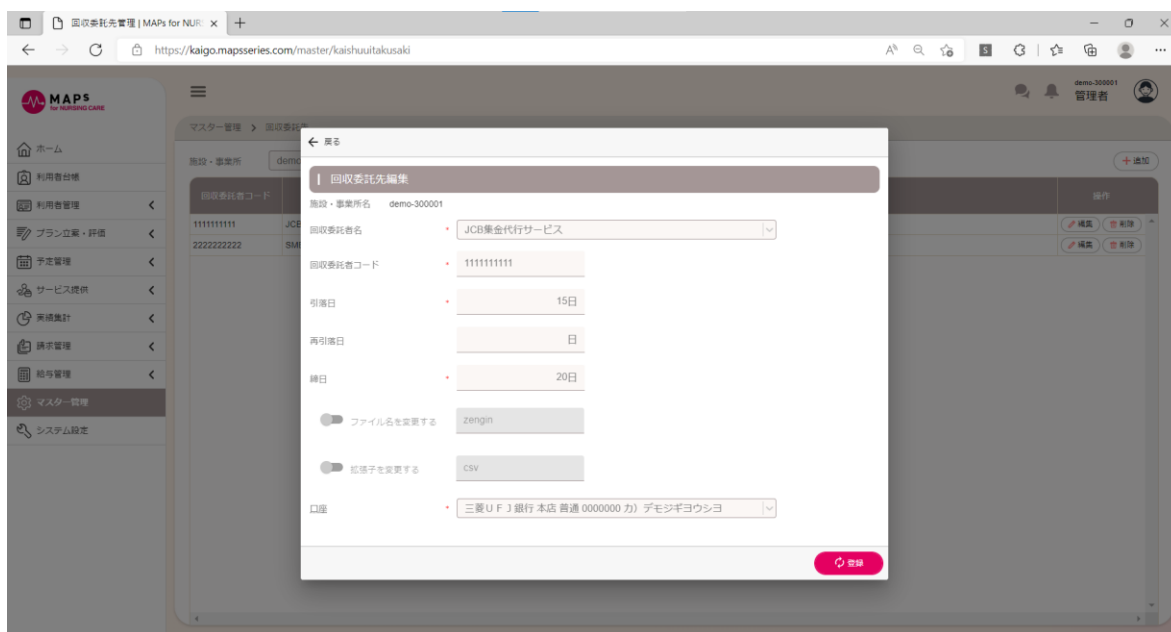 回収委託先管理 | MAPs for NUR
https://kaigo.mapsseries.com/master/kaishuuitakusaki
MAPS
for NURSING CARE
demo-300001
管理者
マスター管理 > 回収委託先
ホーム
利用者台帳
利用者管理
プラン立案・評価
予定管理
サービス提供
実績集計
請求管理
給与管理
マスター管理
システム設定
施設・事業所 demo
+追加
回収委託者コード
操作
1111111111 JCB
編集 削除
2222222222 SM
編集 削除
← 戻る
回収委託先編集
施設・事業所名 demo-300001
回収委託者名 * JCB集金代行サービス
回収委託者コード * 1111111111
引落日 * 15日
再引落日 日
締日 * 20日
ファイル名を変更する zengin
拡張子を変更する csv
口座 * 三菱UFJ銀行 本店 普通 0000000 カ）デモジギヨウシヨ
登録